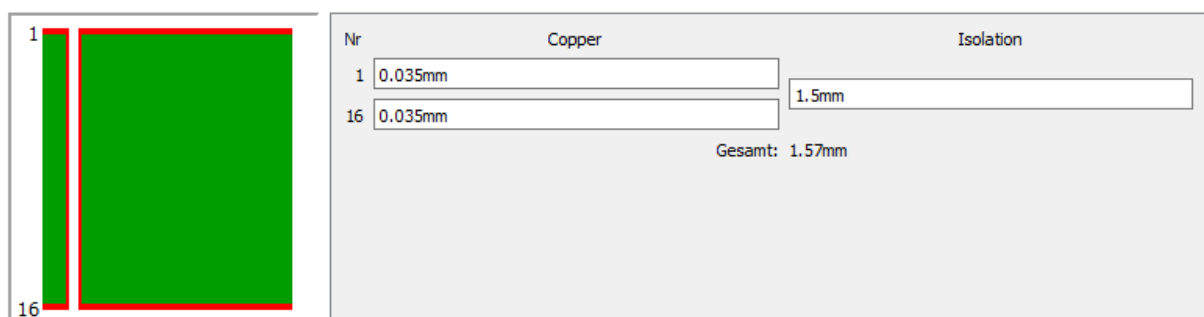 1
16
Nr Copper Isolation
1 0.035mm
1.5mm
16 0.035mm
Gesamt: 1.57mm